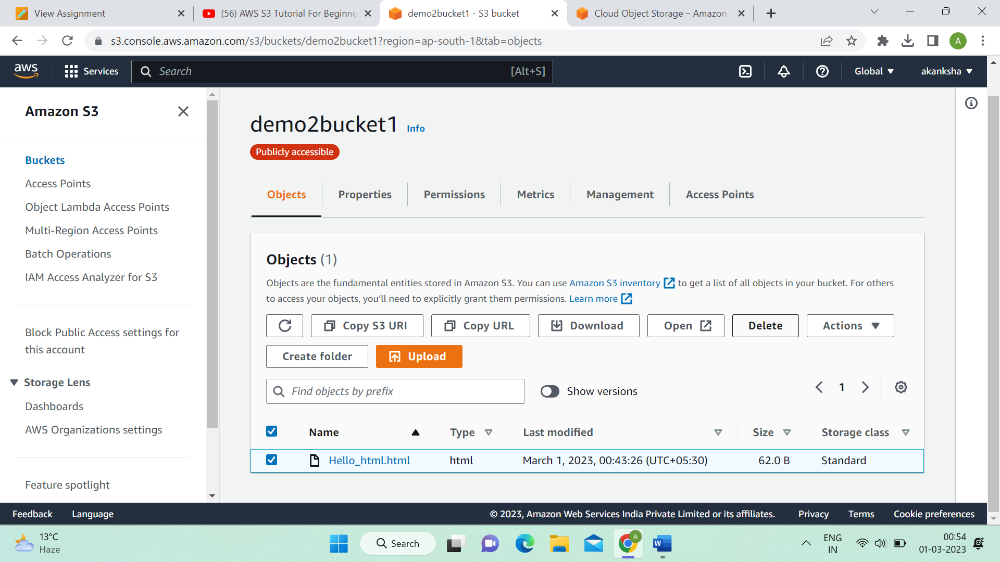 View Assignment
(56) AWS S3 Tutorial For Beginne
demo2bucket1 - S3 bucket
Cloud Object Storage – Amazon S
s3.console.aws.amazon.com/s3/buckets/demo2bucket1?region=ap-south-1&tab=objects
A
aws
Services
Search
[Alt+S]
Global
akanksha
Amazon S3
Buckets
Access Points
Object Lambda Access Points
Multi-Region Access Points
Batch Operations
IAM Access Analyzer for S3
Block Public Access settings for
this account
Storage Lens
Dashboards
AWS Organizations settings
Feature spotlight
demo2bucket1 Info
Publicly accessible
Objects
Properties
Permissions
Metrics
Management
Access Points
Objects (1)
Objects are the fundamental entities stored in Amazon S3. You can use Amazon S3 inventory to get a list of all objects in your bucket. For others
to access your objects, you’ll need to explicitly grant them permissions. Learn more
Copy S3 URI
Copy URL
Download
Open
Delete
Actions
Create folder
Upload
Find objects by prefix
Show versions
1
Name
Type
Last modified
Size
Storage class
Hello_html.html
html
March 1, 2023, 00:43:26 (UTC+05:30)
62.0 B
Standard
Feedback
Language
© 2023, Amazon Web Services India Private Limited or its affiliates.
Privacy
Terms
Cookie preferences
13°C
Haze
Search
A
W
ENG
IN
00:54
01-03-2023